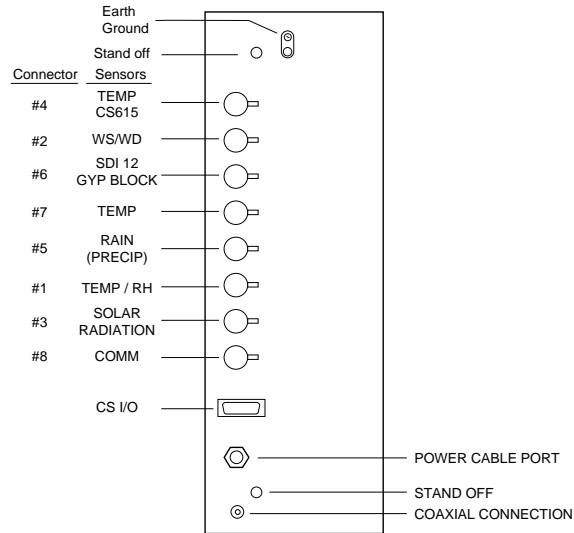 Earth
Ground
Stand off
Connector Sensors
#4 TEMP
CS615
#2 WS/WD
#6 SDI 12
GYP BLOCK
#7 TEMP
#5 RAIN
(PRECIP)
#1 TEMP / RH
#3 SOLAR
RADIATION
#8 COMM
CS I/O
POWER CABLE PORT
STAND OFF
COAXIAL CONNECTION